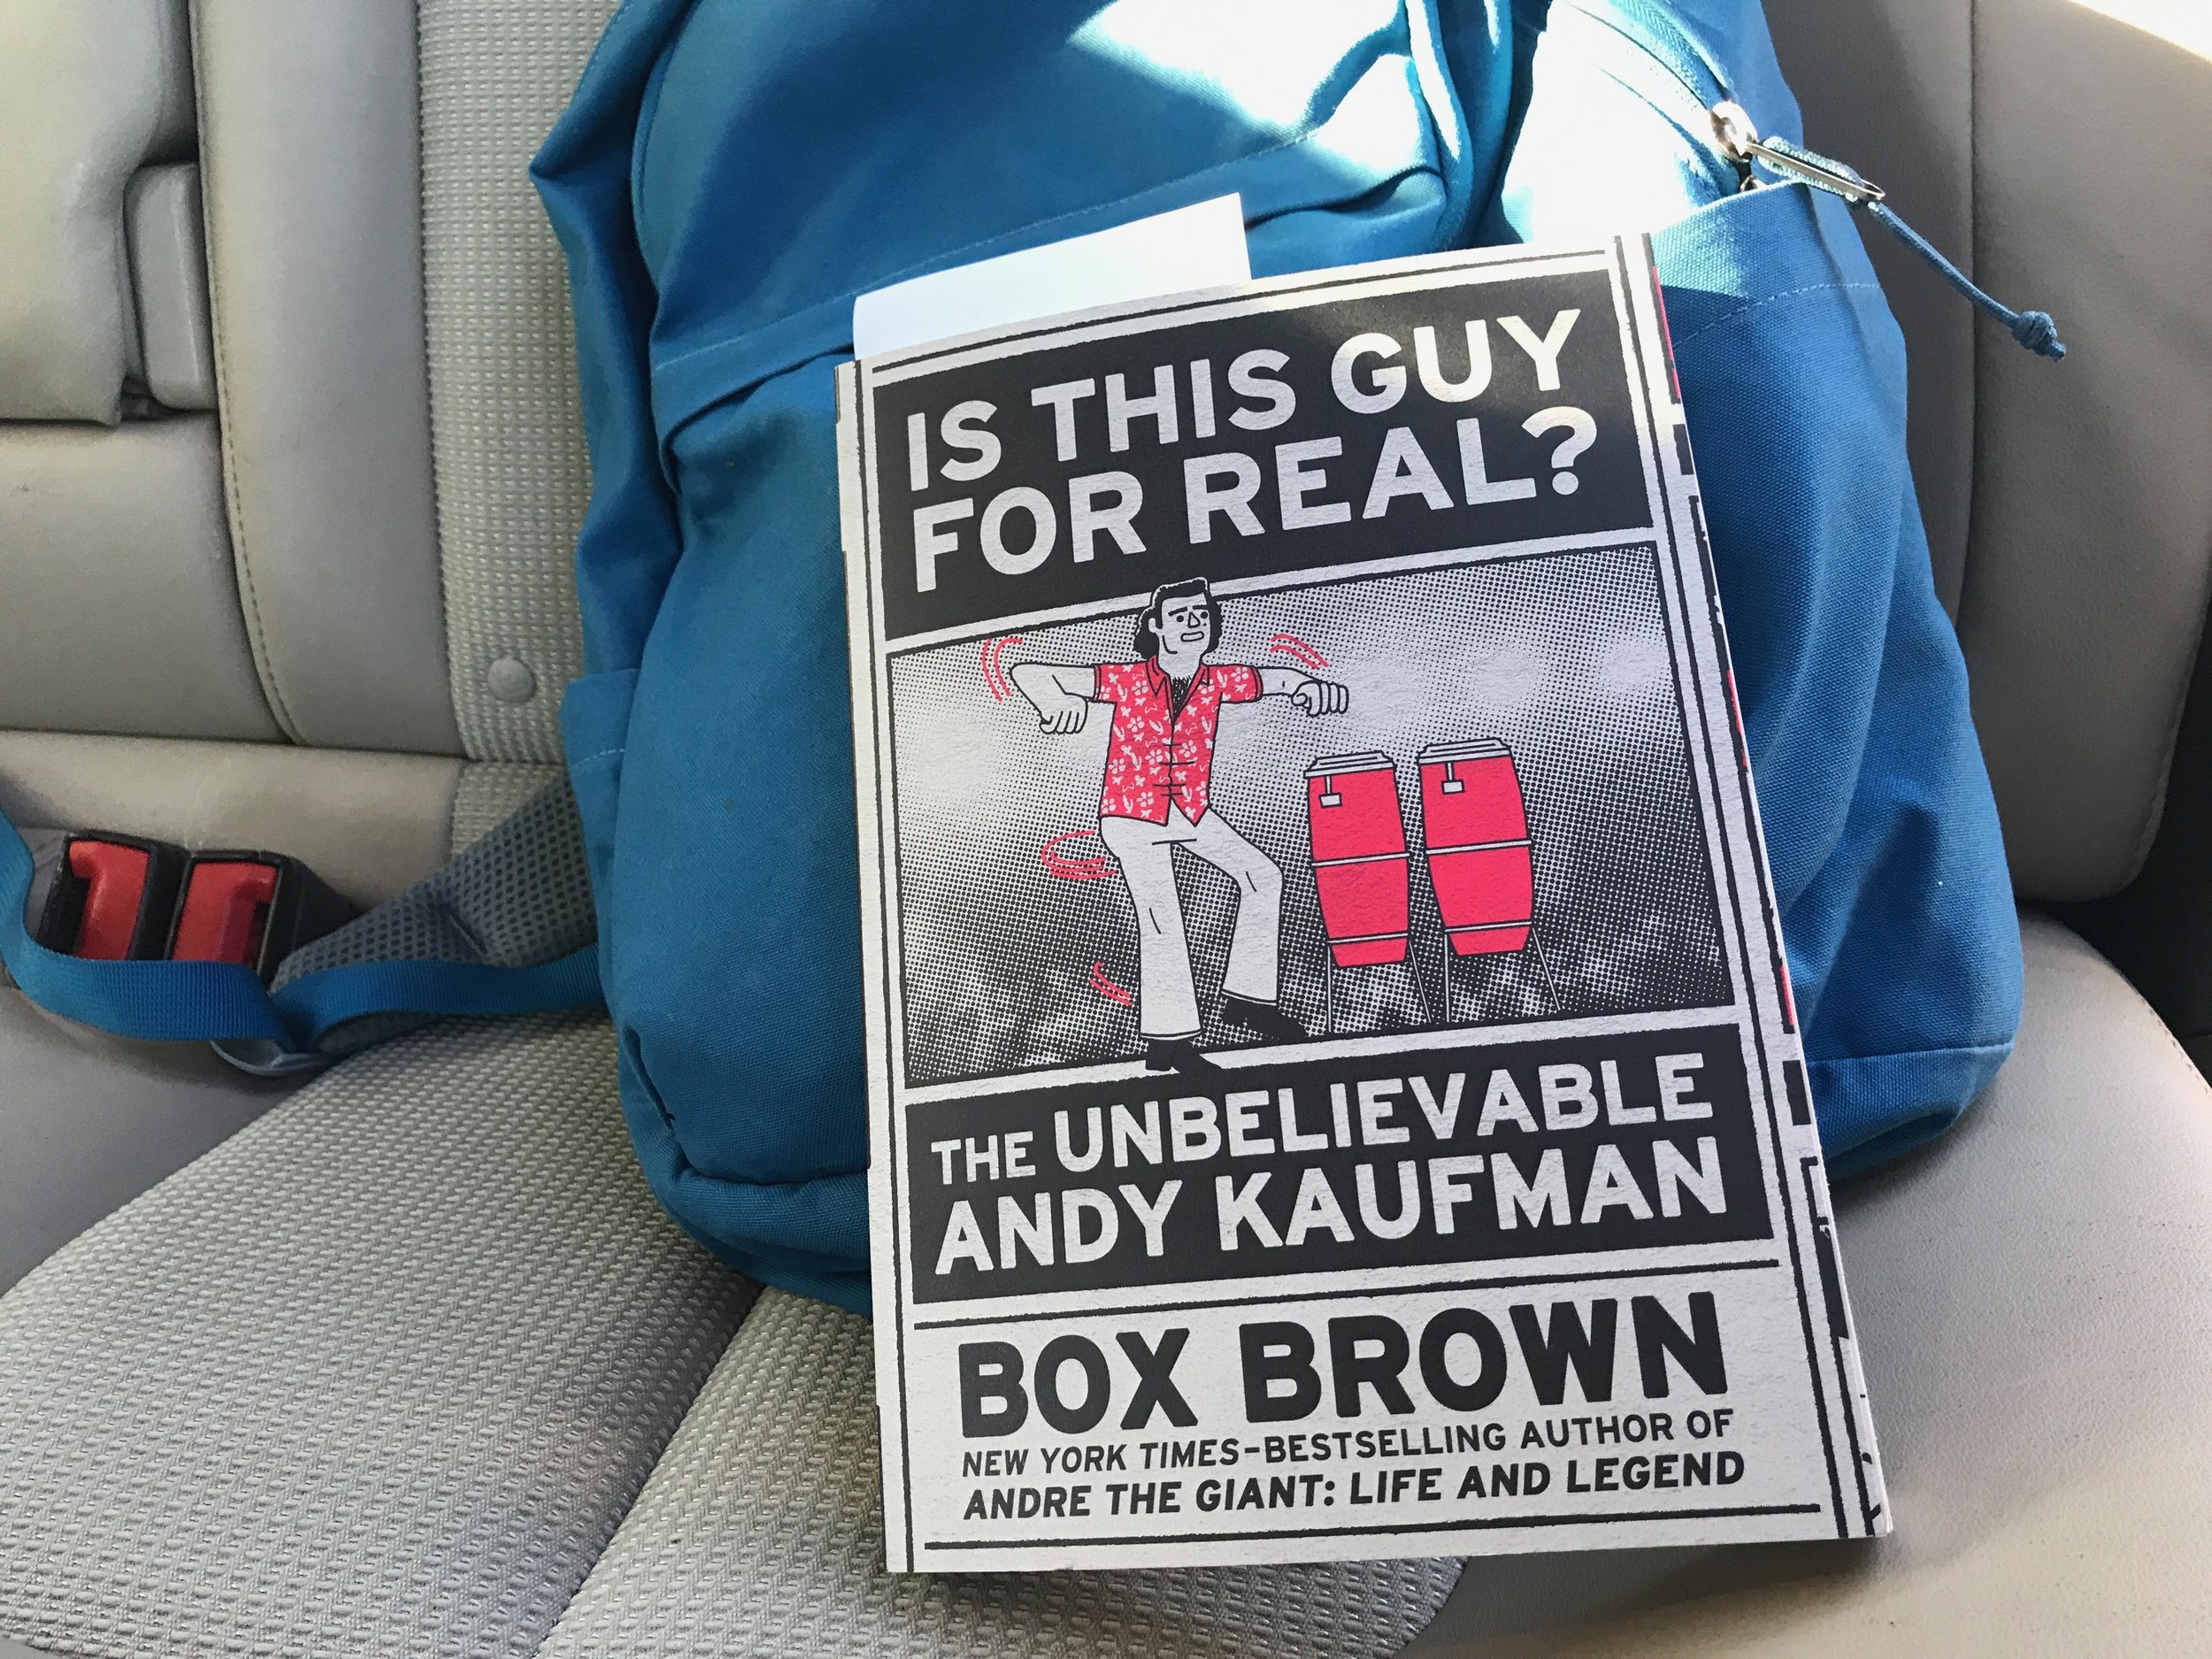 IS THIS GUY
FOR REAL?
THE UNBELIEVABLE
ANDY KAUFMAN
BOX BROWN
NEW YORK TIMES-BESTSELLING AUTHOR OF
ANDRE THE GIANT: LIFE AND LEGEND